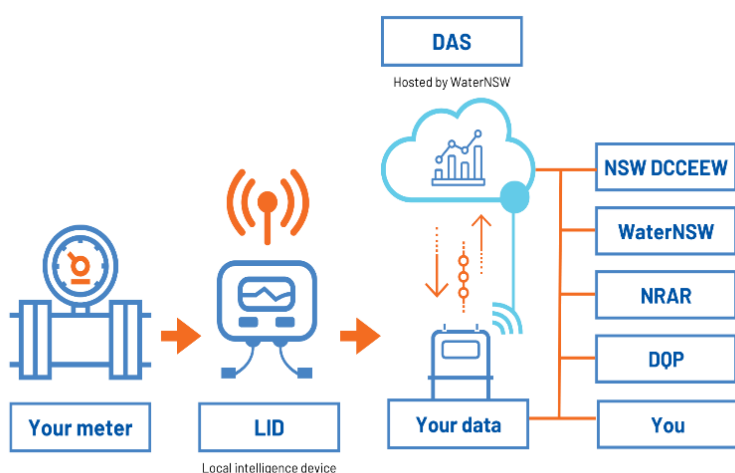 DAS
Hosted by WaterNSW
NSW DCCEEW
WaterNSW
NRAR
DQP
Your meter
LID
Your data
You
Local intelligence device